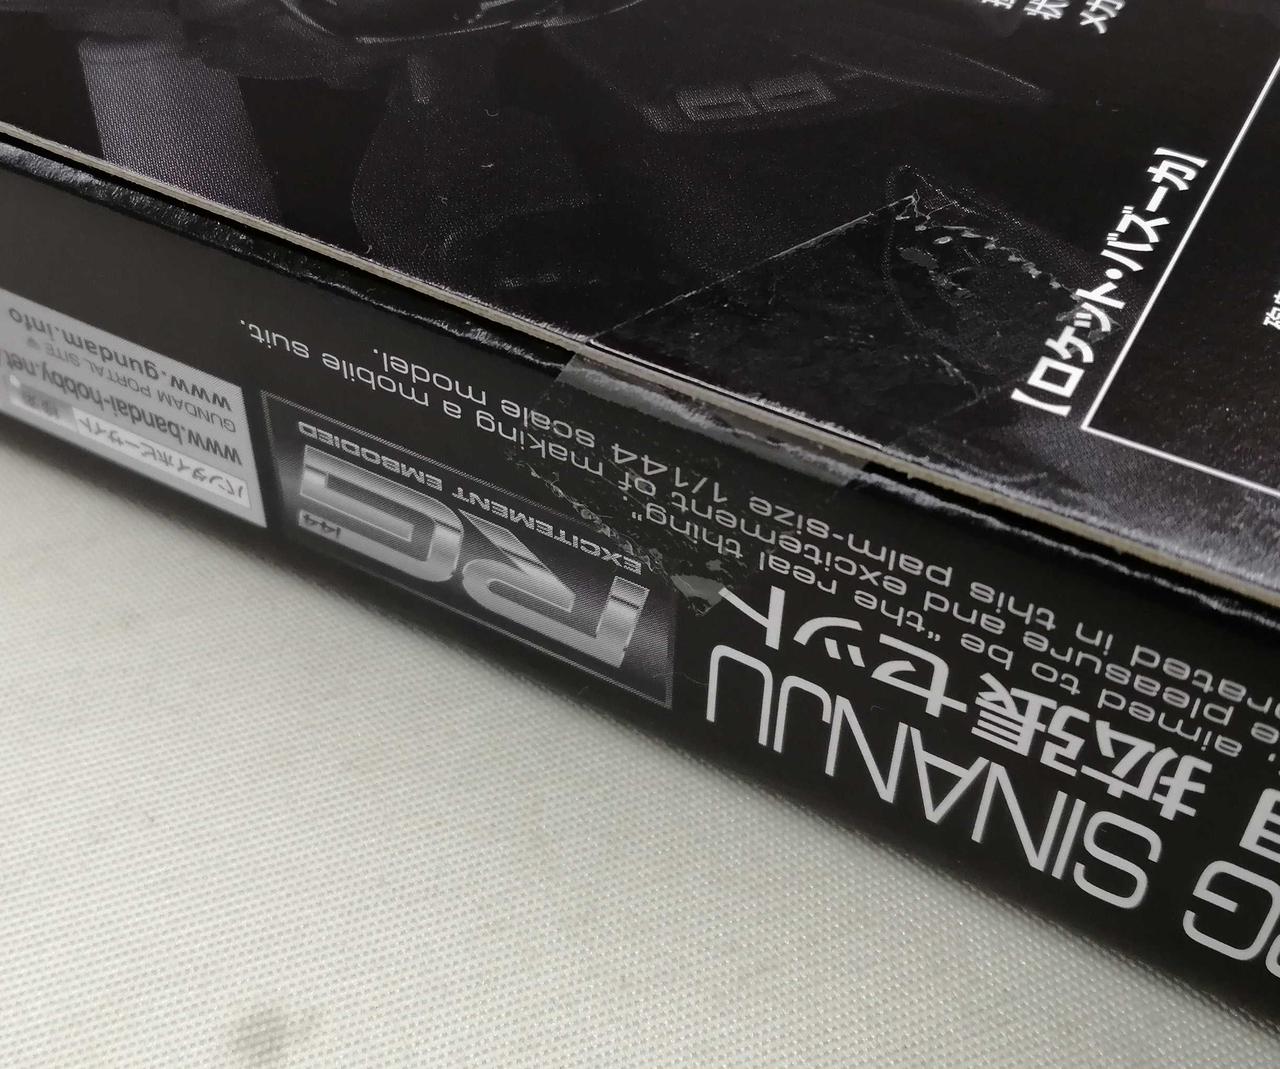 【ロケット・バズーカ】
メガ
RG SINANJU
拡張セット
aimed to be "the real thing".
pleasure and excitement of making a mobile suit.
in this palm-size 1/144 scale model.
RG
1/144
EXCITEMENT EMBODIED
バンダイホビーサイト
www.bandai-hobby.net
GUNDAM PORTAL SITE
www.gundam.info